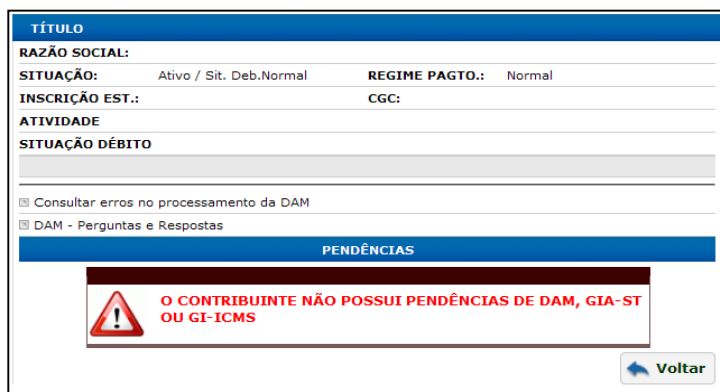 TÍTULO
RAZÃO SOCIAL:
SITUAÇÃO: Ativo / Sit. Deb.Normal REGIME PAGTO.: Normal
INSCRIÇÃO EST.: CGC:
ATIVIDADE
SITUAÇÃO DÉBITO
Consultar erros no processamento da DAM
DAM - Perguntas e Respostas
PENDÊNCIAS
O CONTRIBUINTE NÃO POSSUI PENDÊNCIAS DE DAM, GIA-ST
OU GI-ICMS
Voltar